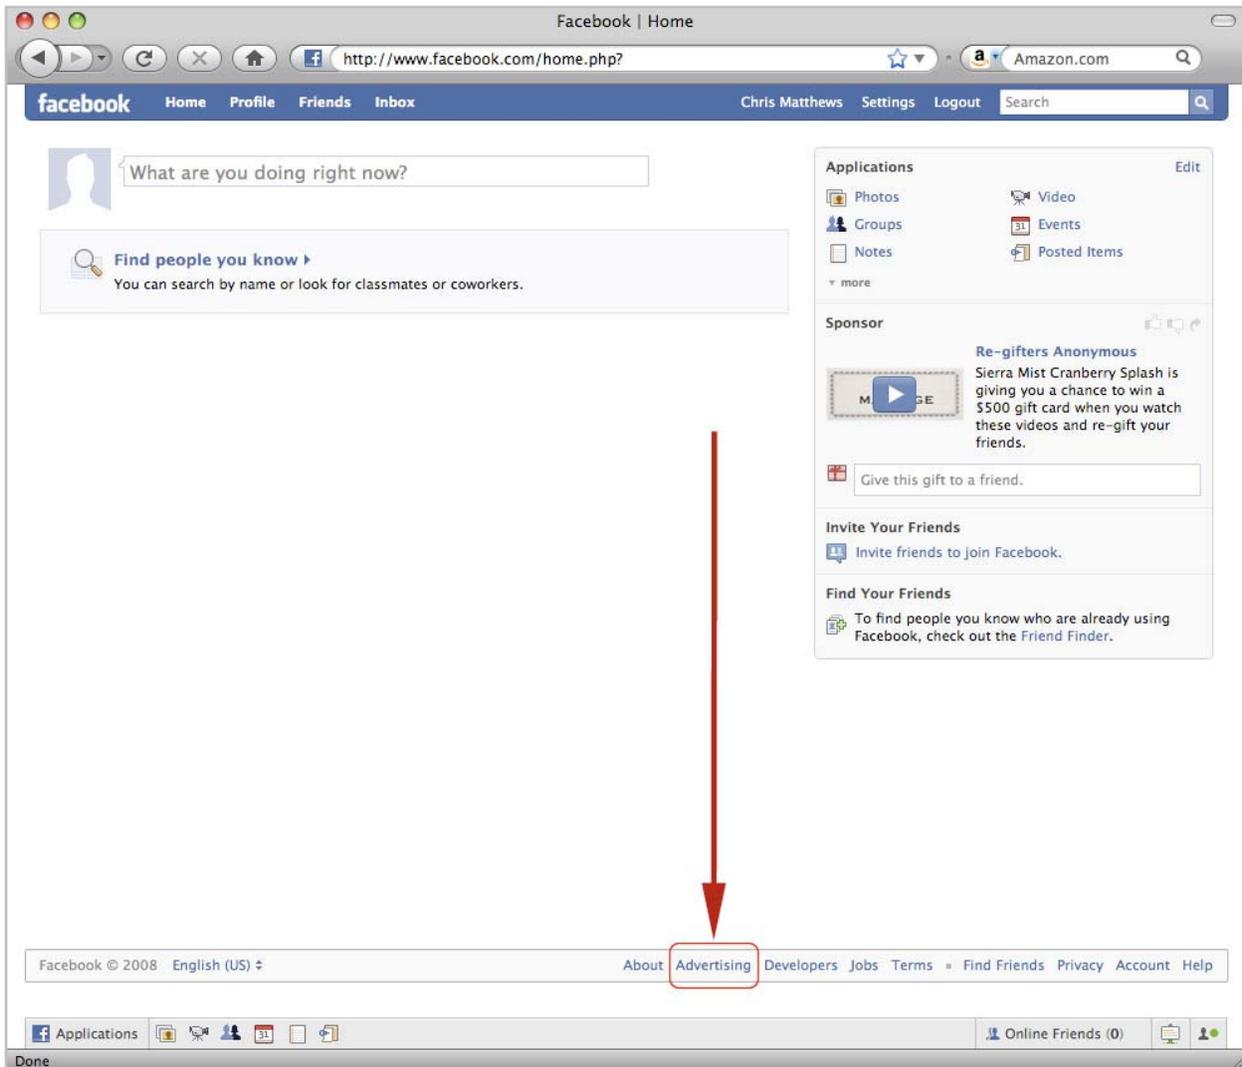 Facebook | Home
http://www.facebook.com/home.php?
a Amazon.com
facebook Home Profile Friends Inbox Chris Matthews Settings Logout Search
What are you doing right now?
Find people you know
You can search by name or look for classmates or coworkers.
Applications Edit
Photos Video
Groups 31 Events
Notes Posted Items
more
Sponsor
Re-gifters Anonymous
Sierra Mist Cranberry Splash is
giving you a chance to win a
$500 gift card when you watch
these videos and re-gift your
friends.
Give this gift to a friend.
Invite Your Friends
Invite friends to join Facebook.
Find Your Friends
To find people you know who are already using
Facebook, check out the Friend Finder.
Facebook © 2008 English (US) About Advertising Developers Jobs Terms Find Friends Privacy Account Help
Applications 31 Online Friends (0)
Done